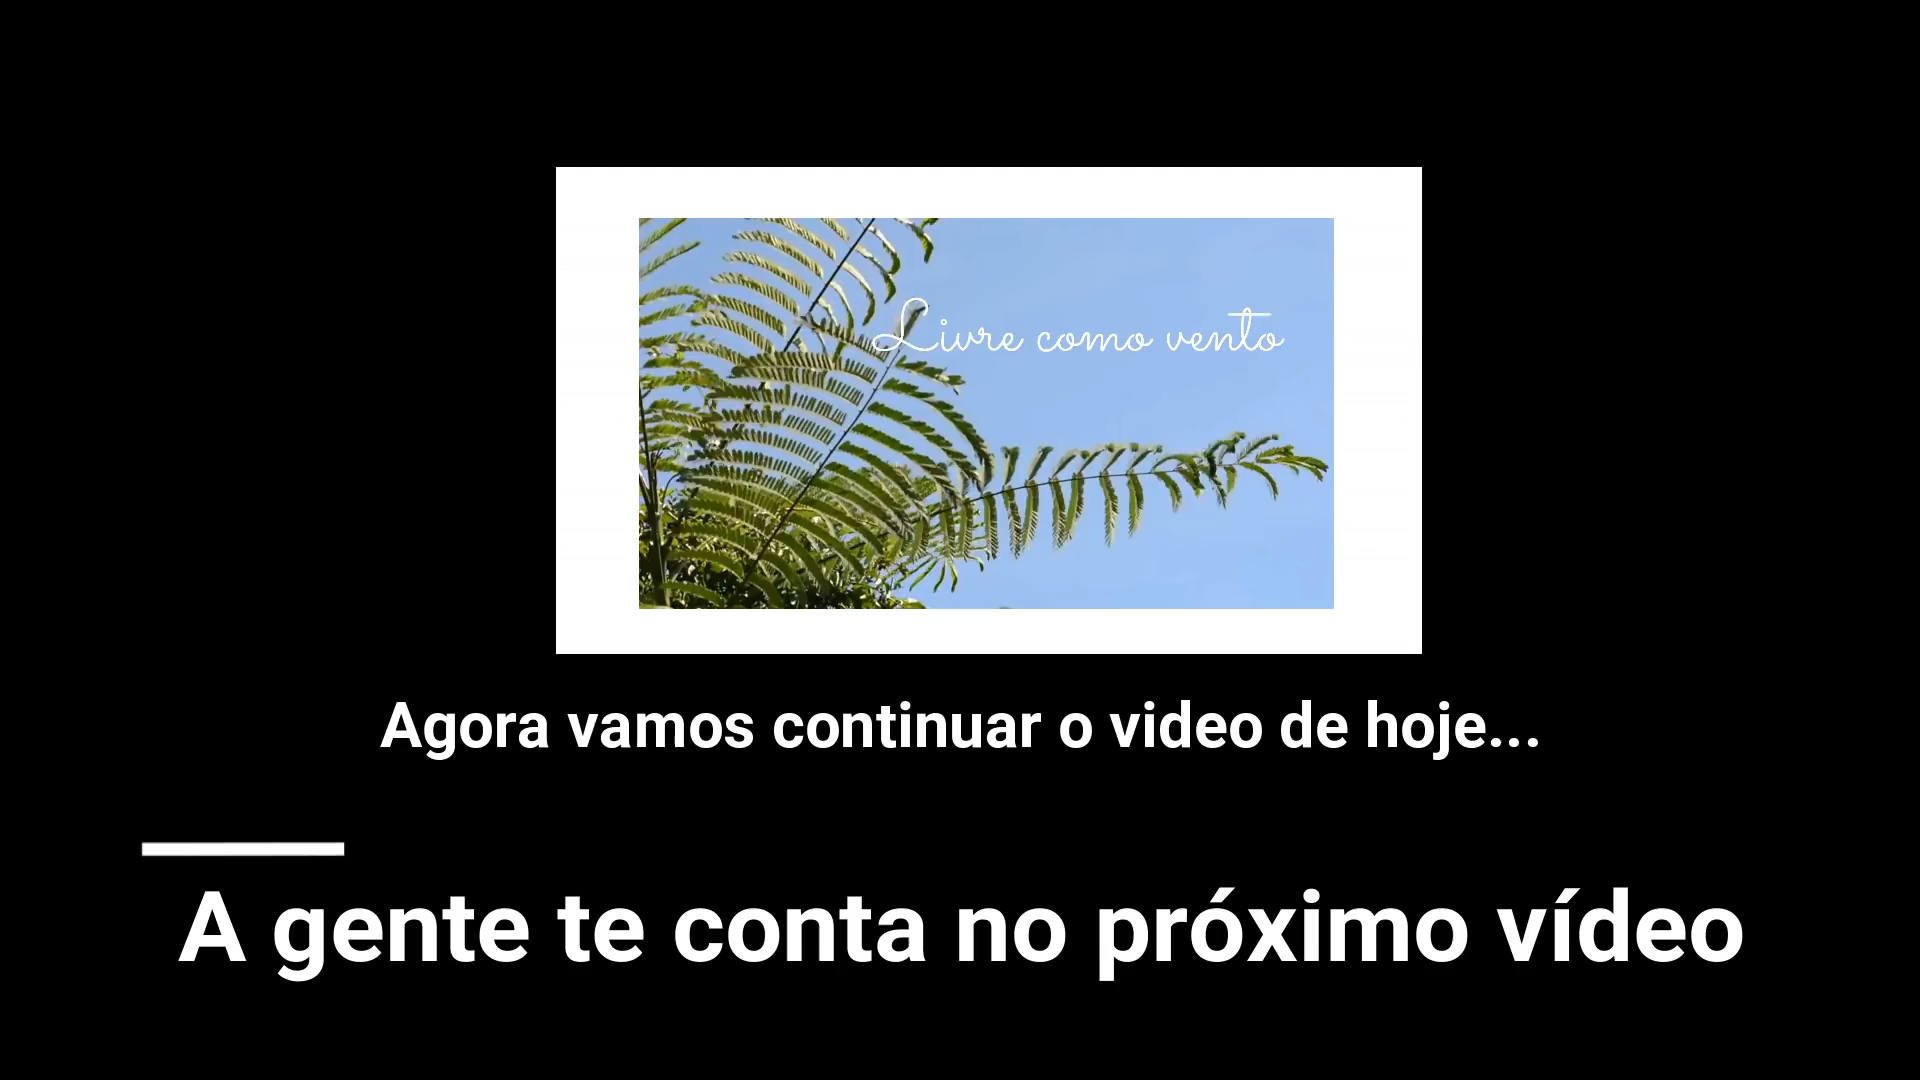 Livre como vento
Agora vamos continuar o video de hoje...
A gente te conta no próximo vídeo